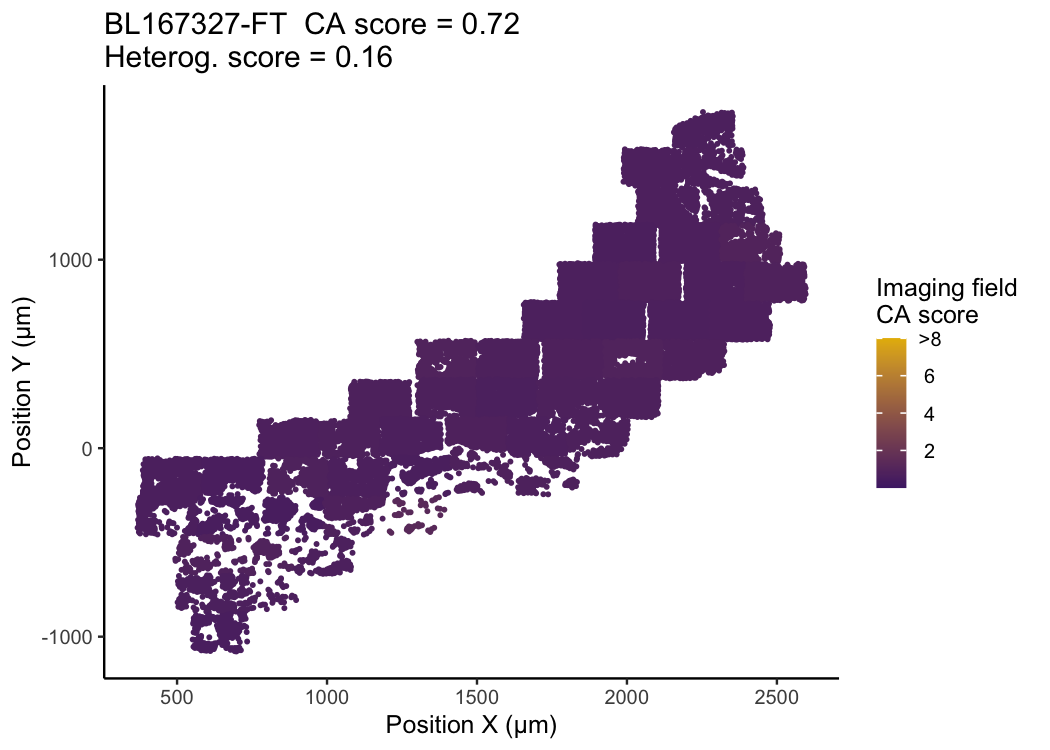 BL167327-FT  CA score = 0.72
Heterog. score = 0.16
Position Y (µm)
1000
0
-1000
500
1000
1500
2000
2500
Position X (µm)
Imaging field
CA score
>8
6
4
2